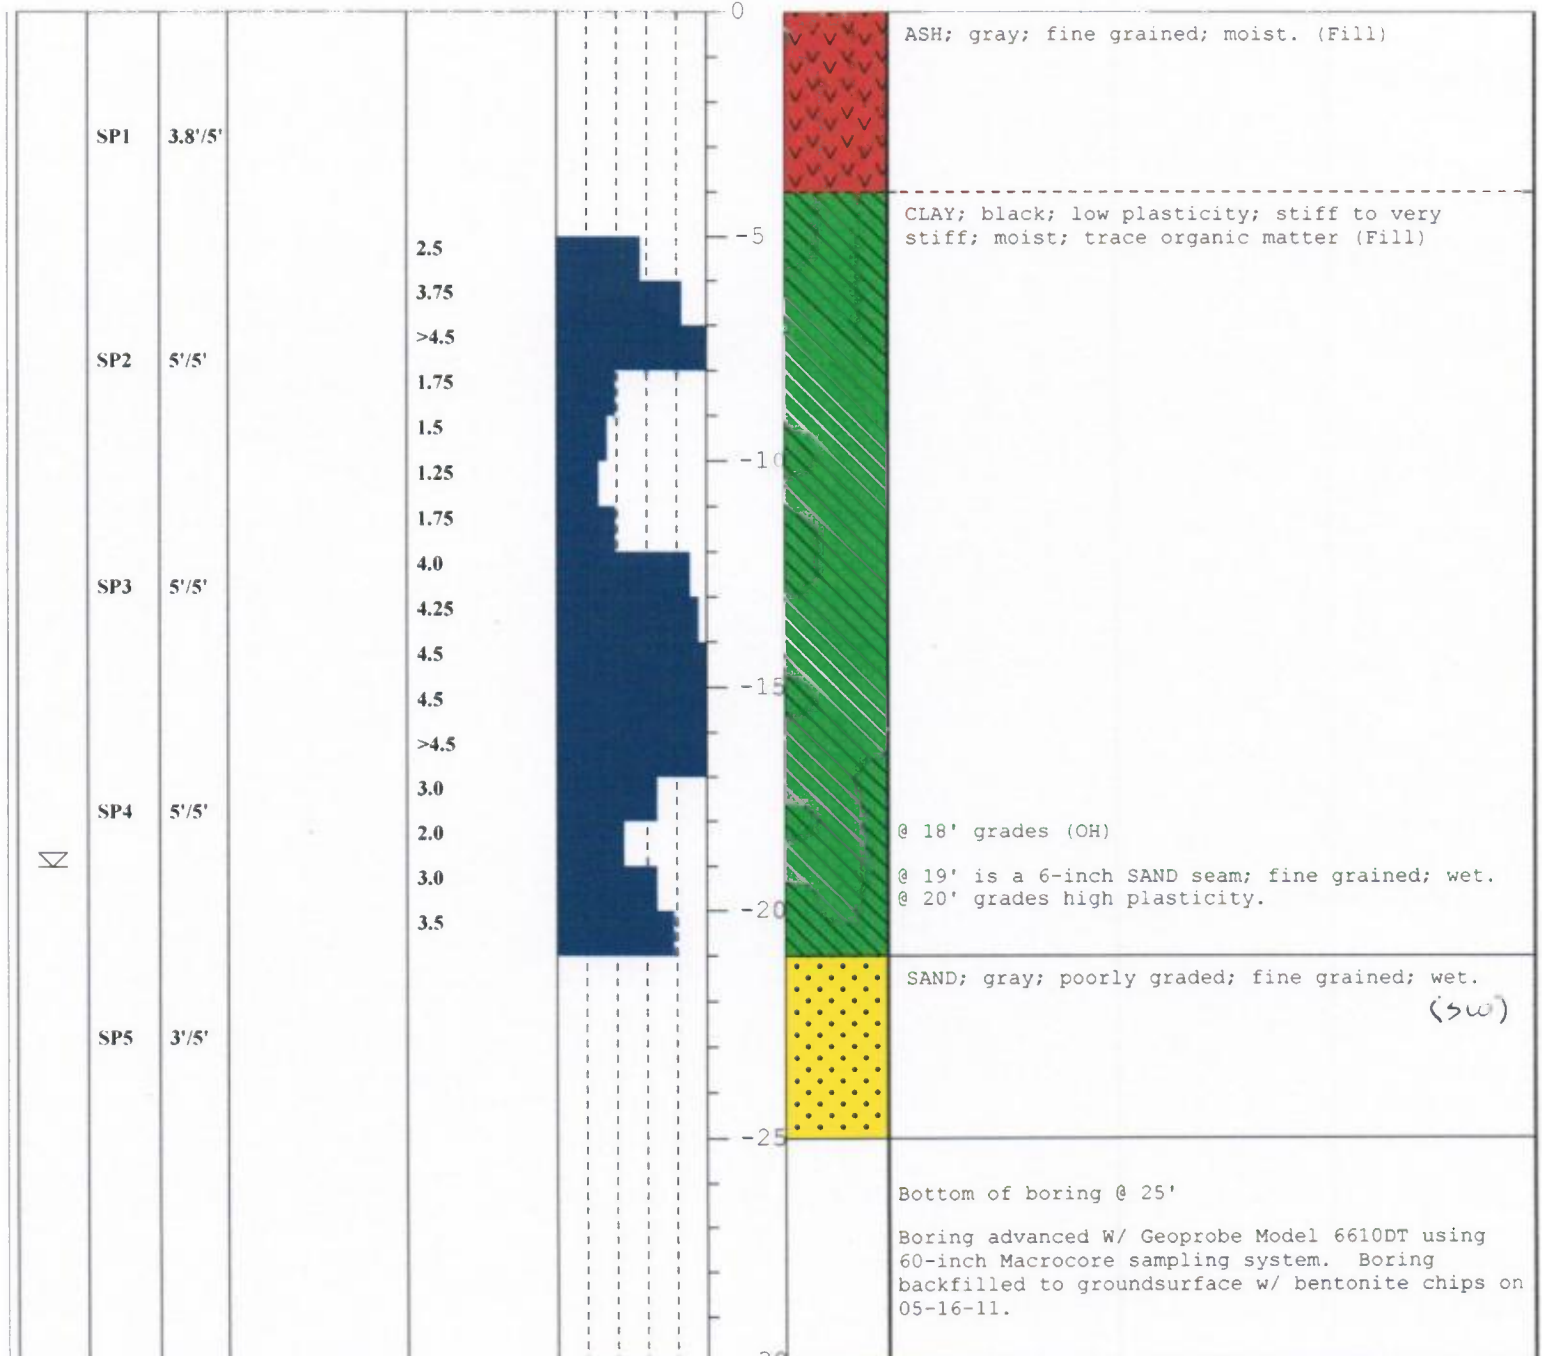 0
ASH; gray; fine grained; moist. (Fill)
SP1 3.8'/5'
CLAY; black; low plasticity; stiff to very
stiff; moist; trace organic matter (Fill)
-5
2.5
3.75
>4.5
SP2 5'/5'
1.75
1.5
-10
1.25
1.75
4.0
SP3 5'/5'
4.25
4.5
-15
4.5
>4.5
3.0
SP4 5'/5'
2.0
@ 18' grades (OH)
3.0
@ 19' is a 6-inch SAND seam; fine grained; wet.
@ 20' grades high plasticity.
-20
3.5
SAND; gray; poorly graded; fine grained; wet.
(SW)
SP5 3'/5'
-25
Bottom of boring @ 25'
Boring advanced W/ Geoprobe Model 6610DT using
60-inch Macrocore sampling system. Boring
backfilled to groundsurface w/ bentonite chips on
05-16-11.